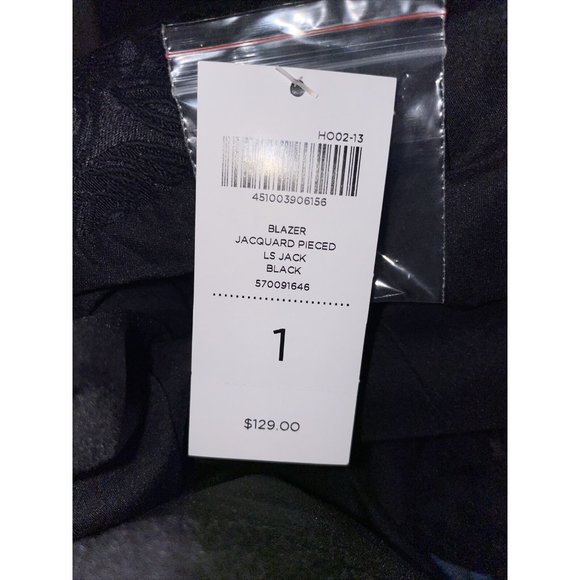 HO02-13
451003906156
BLAZER
JACQUARD PIECED
LS JACK
BLACK
570091646
1
$129.00